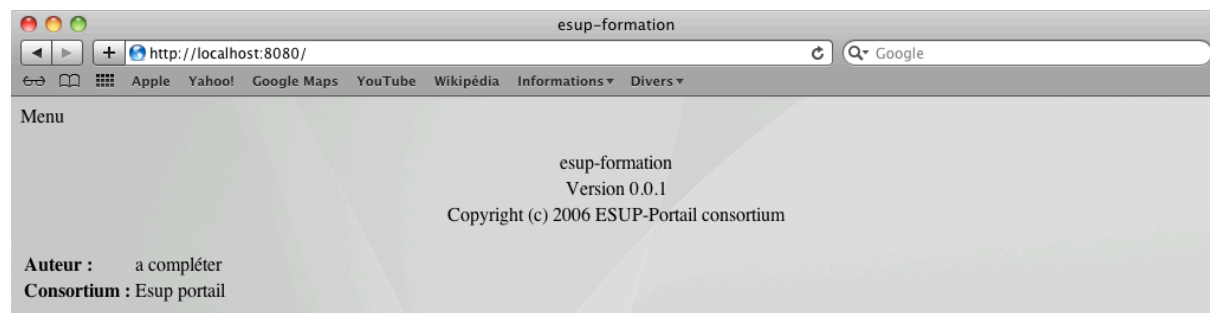 esup-formation
http://localhost:8080/
Google
Apple Yahoo! Google Maps YouTube Wikipédia Informations Divers
Menu
esup-formation
Version 0.0.1
Copyright (c) 2006 ESUP-Portail consortium
Auteur : a compléter
Consortium : Esup portail